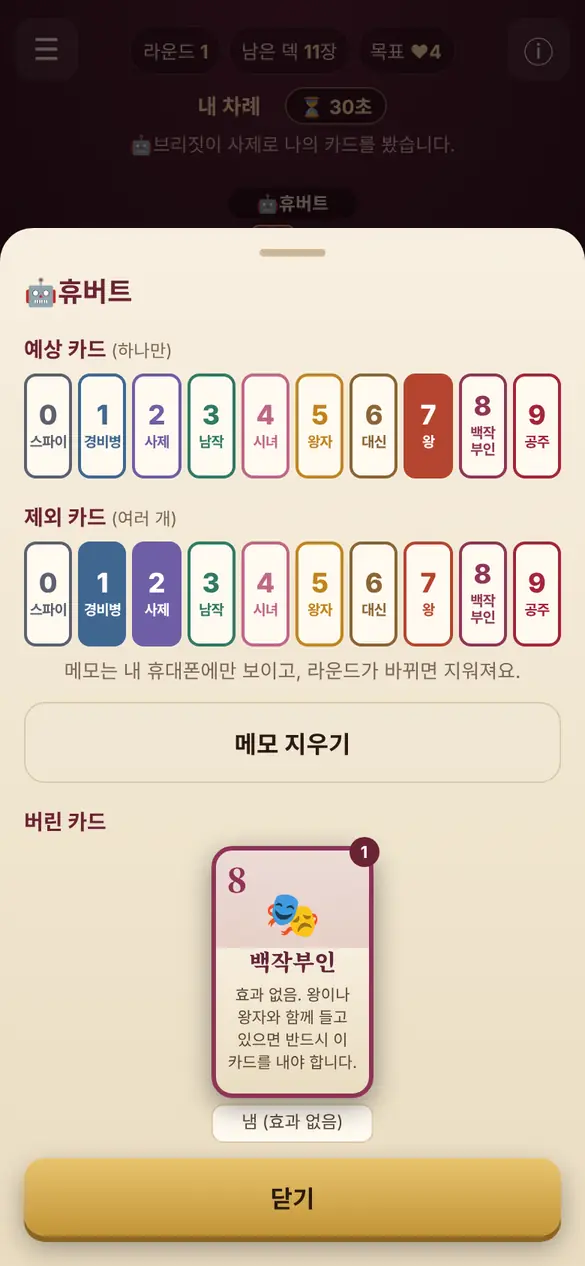 라운드 1 남은 덱 11장 목표 ♥4
내 차례 ⏳ 30초
🤖브리짓이 사제로 나의 카드를 봤습니다.
🤖휴버트
🤖휴버트
예상 카드 (하나만)
0 1 2 3 4 5 6 7 8 9
스파이 경비병 사제 남작 시녀 왕자 대신 왕 백작 공주
부인
제외 카드 (여러 개)
0 1 2 3 4 5 6 7 8 9
스파이 경비병 사제 남작 시녀 왕자 대신 왕 백작 공주
부인
메모는 내 휴대폰에만 보이고, 라운드가 바뀌면 지워져요.
메모 지우기
버린 카드
1
8
백작부인
효과 없음. 왕이나
왕자와 함께 들고
있으면 반드시 이
카드를 내야 합니다.
냄 (효과 없음)
닫기